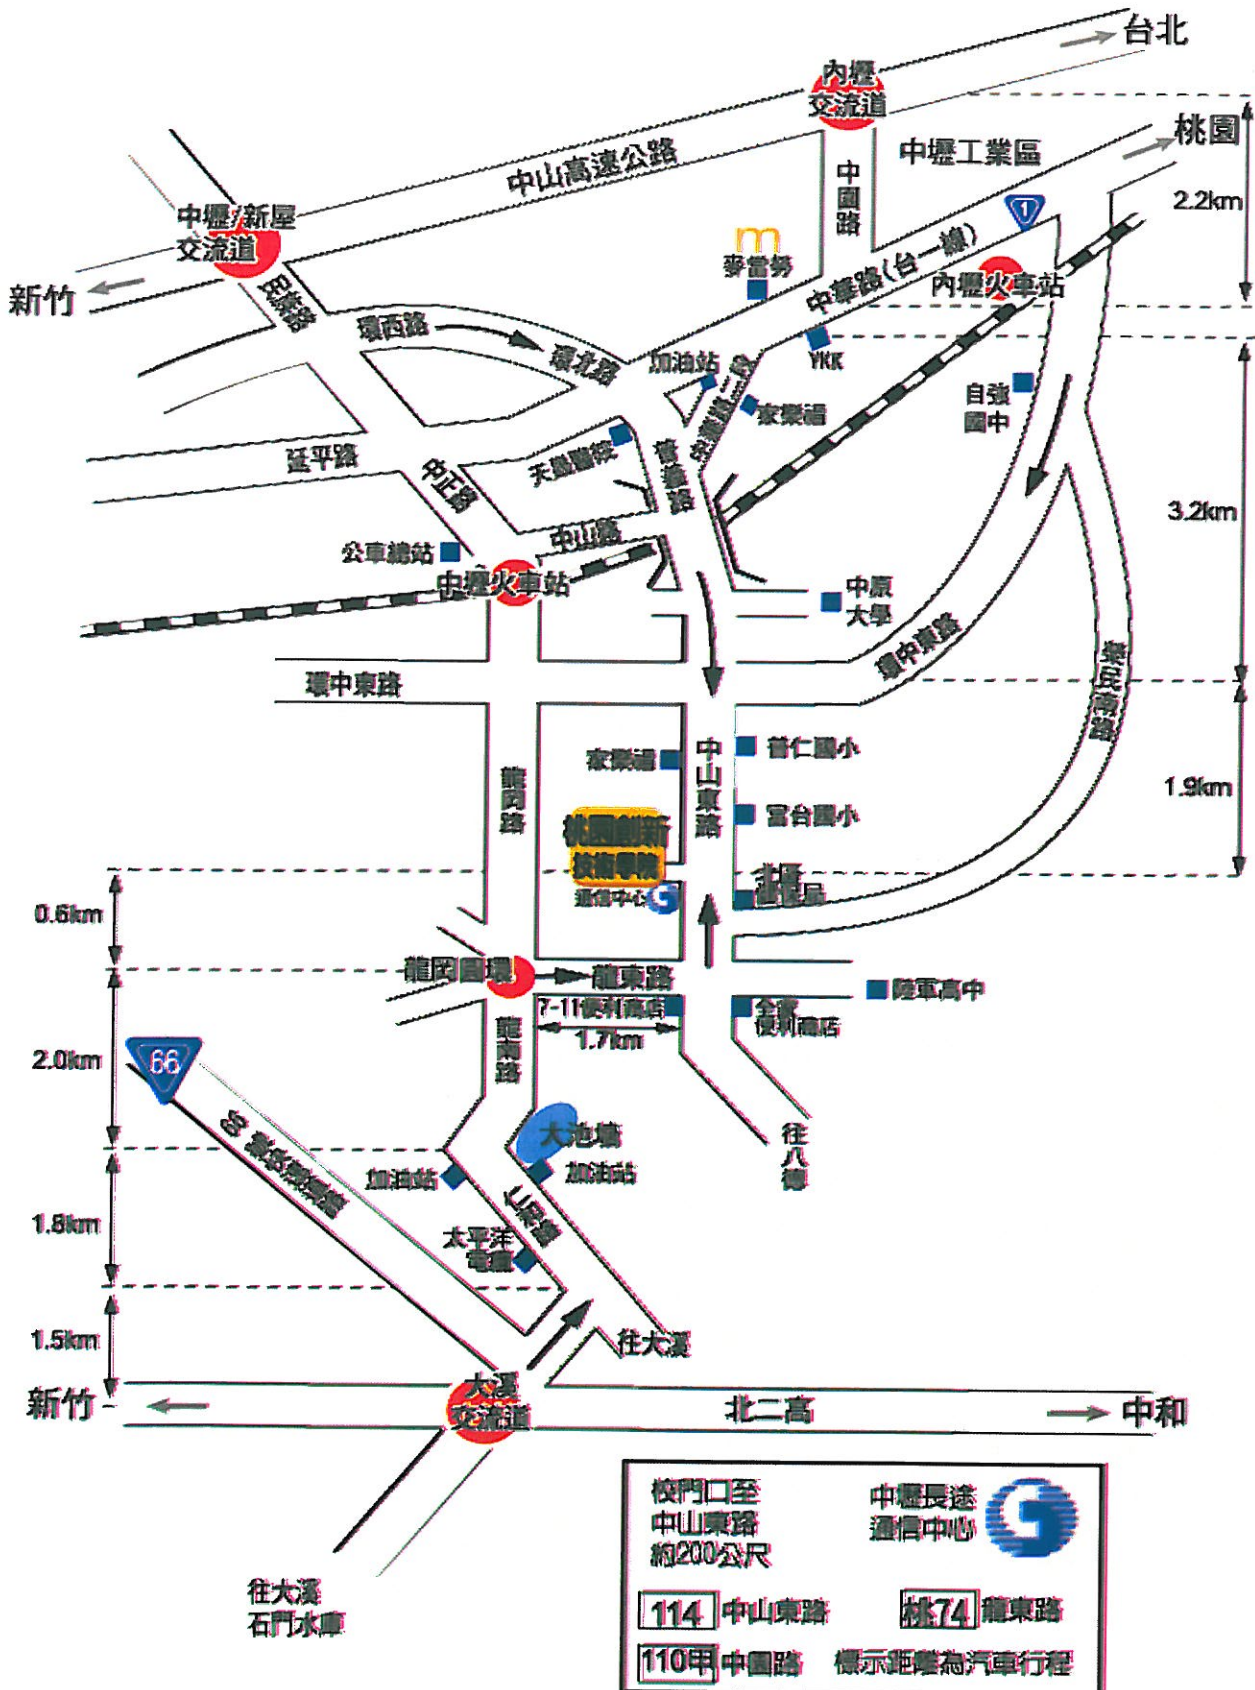 台北
內壢
交流道
桃園
中壢工業區
中山高速公路
中園路
2.2km
1
中壢/新屋
交流道
m
麥當勞
中華路(台一線)
內壢火車站
新竹
民族路
環西路
環北路
加油站
YKK
家樂福
自強
國中
延平路
中正路
天晟醫院
普義路
3.2km
公車總站
中山路
中壢火車站
中原
大學
環中東路
環中東路
龍岡路
家樂福
中山東路
普仁國小
富台國小
1.9km
桃園創新
技術學院
通信中心
0.6km
龍岡圓環
龍東路
陸軍高中
7-11便利商店
全家
便利商店
1.7km
2.0km
66
龍南路
大池塘
往八德
加油站
加油站
仁和路
1.8km
太平洋
電纜
1.5km
往大溪
新竹
大溪
交流道
北二高
中和
校門口至
中山東路
約200公尺
中壢長途
通信中心
往大溪
石門水庫
114 中山東路
桃74 龍東路
110甲 中園路
標示距離為汽車行程